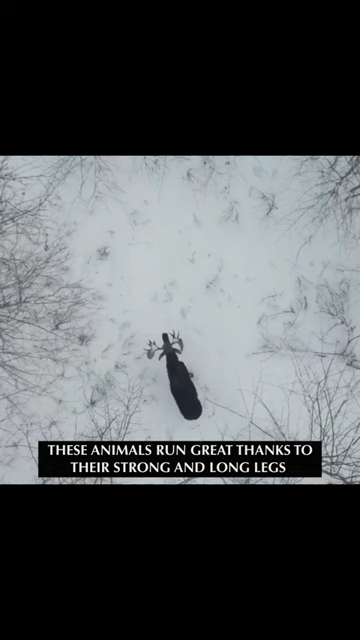 THESE ANIMALS RUN GREAT THANKS TO
THEIR STRONG AND LONG LEGS